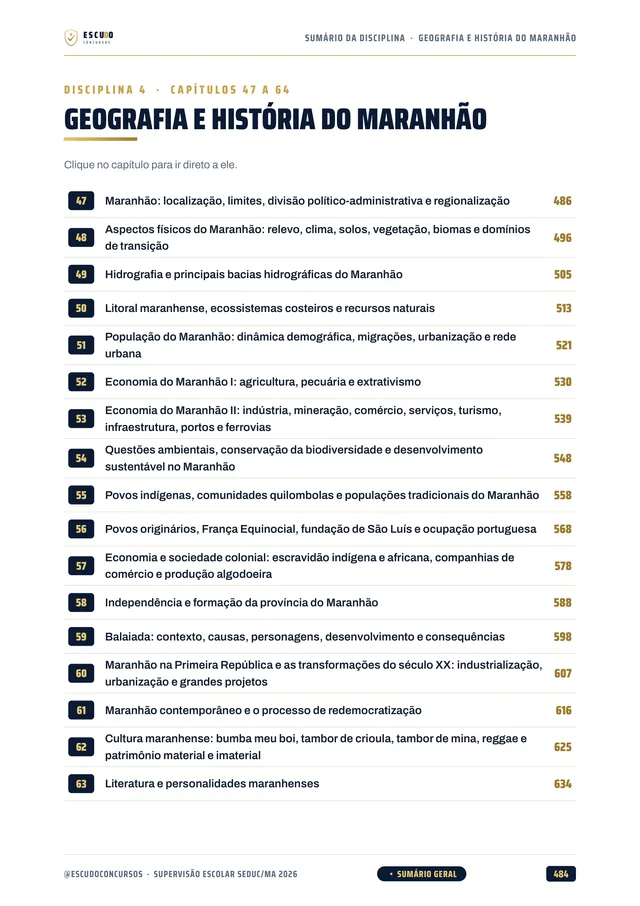 ESCUDO
CONCURSOS
SUMÁRIO DA DISCIPLINA · GEOGRAFIA E HISTÓRIA DO MARANHÃO
DISCIPLINA 4 · CAPÍTULOS 47 A 64
GEOGRAFIA E HISTÓRIA DO MARANHÃO
Clique no capítulo para ir direto a ele.
47 Maranhão: localização, limites, divisão político-administrativa e regionalização 486
48 Aspectos físicos do Maranhão: relevo, clima, solos, vegetação, biomas e domínios
de transição 496
49 Hidrografia e principais bacias hidrográficas do Maranhão 505
50 Litoral maranhense, ecossistemas costeiros e recursos naturais 513
51 População do Maranhão: dinâmica demográfica, migrações, urbanização e rede
urbana 521
52 Economia do Maranhão I: agricultura, pecuária e extrativismo 530
53 Economia do Maranhão II: indústria, mineração, comércio, serviços, turismo,
infraestrutura, portos e ferrovias 539
54 Questões ambientais, conservação da biodiversidade e desenvolvimento
sustentável no Maranhão 548
55 Povos indígenas, comunidades quilombolas e populações tradicionais do Maranhão 558
56 Povos originários, França Equinocial, fundação de São Luís e ocupação portuguesa 568
57 Economia e sociedade colonial: escravidão indígena e africana, companhias de
comércio e produção algodoeira 578
58 Independência e formação da província do Maranhão 588
59 Balaiada: contexto, causas, personagens, desenvolvimento e consequências 598
60 Maranhão na Primeira República e as transformações do século XX: industrialização,
urbanização e grandes projetos 607
61 Maranhão contemporâneo e o processo de redemocratização 616
62 Cultura maranhense: bumba meu boi, tambor de crioula, tambor de mina, reggae e
patrimônio material e imaterial 625
63 Literatura e personalidades maranhenses 634
@ESCUDOCONCURSOS · SUPERVISÃO ESCOLAR SEDUC/MA 2026
SUMÁRIO GERAL
484